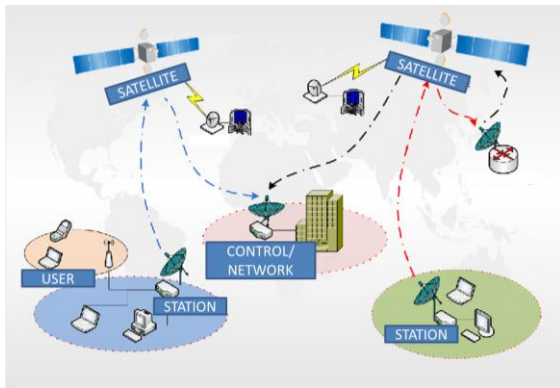 SATELLITE
SATELLITE
CONTROL/
NETWORK
USER
STATION
STATION